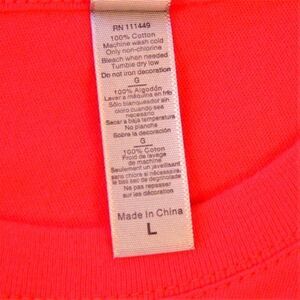 RN 111449
100% Cotton
Machine wash cold
Only non-chlorine
Bleach when needed
Tumble dry low
Do not iron decoration
G
100% Algodón
Lavar a máquina en frío
Sólo blanqueador sin
cloro cuando sea
necesario
Secar a baja temperatura
No planche
Sobre la decoración
G
100% Coton
Froid de lavage
de machine
Seulement un javellisant
sans chlore si nécessaire.
le bas sec de degringolade
Ne pas repasser
sur les décorations
Made In China
L